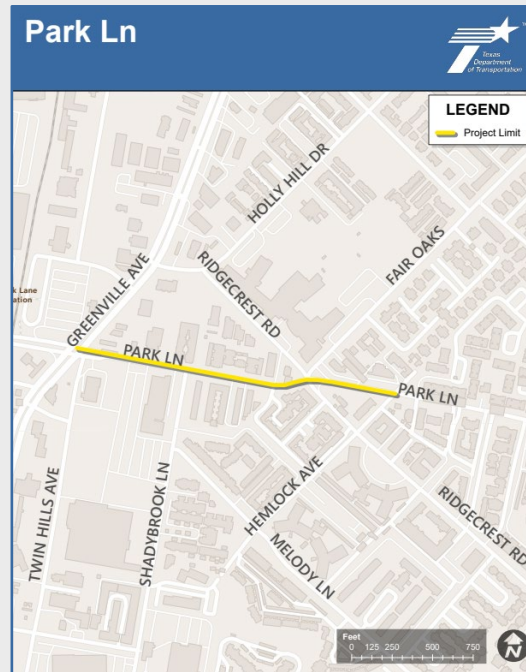 Park Ln
Texas
Department
of Transportation
LEGEND
Project Limit
HOLLY HILL DR
FAIR OAKS
GREENVILLE AVE
RIDGECREST RD
k Lane
ation
PARK LN
PARK LN
TWIN HILLS AVE
SHADYBROOK LN
HEMLOCK AVE
MELODY LN
RIDGECREST RD
Feet
0 125 250 500 750
N